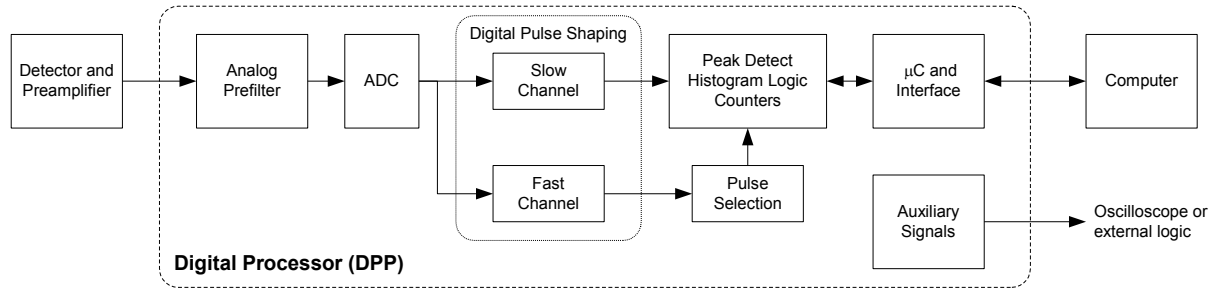 Digital Pulse Shaping
Detector and
Preamplifier
Analog
Prefilter
ADC
Slow
Channel
Peak Detect
Histogram Logic
Counters
μC and
Interface
Computer
Fast
Channel
Pulse
Selection
Auxiliary
Signals
Oscilloscope or
external logic
Digital Processor (DPP)